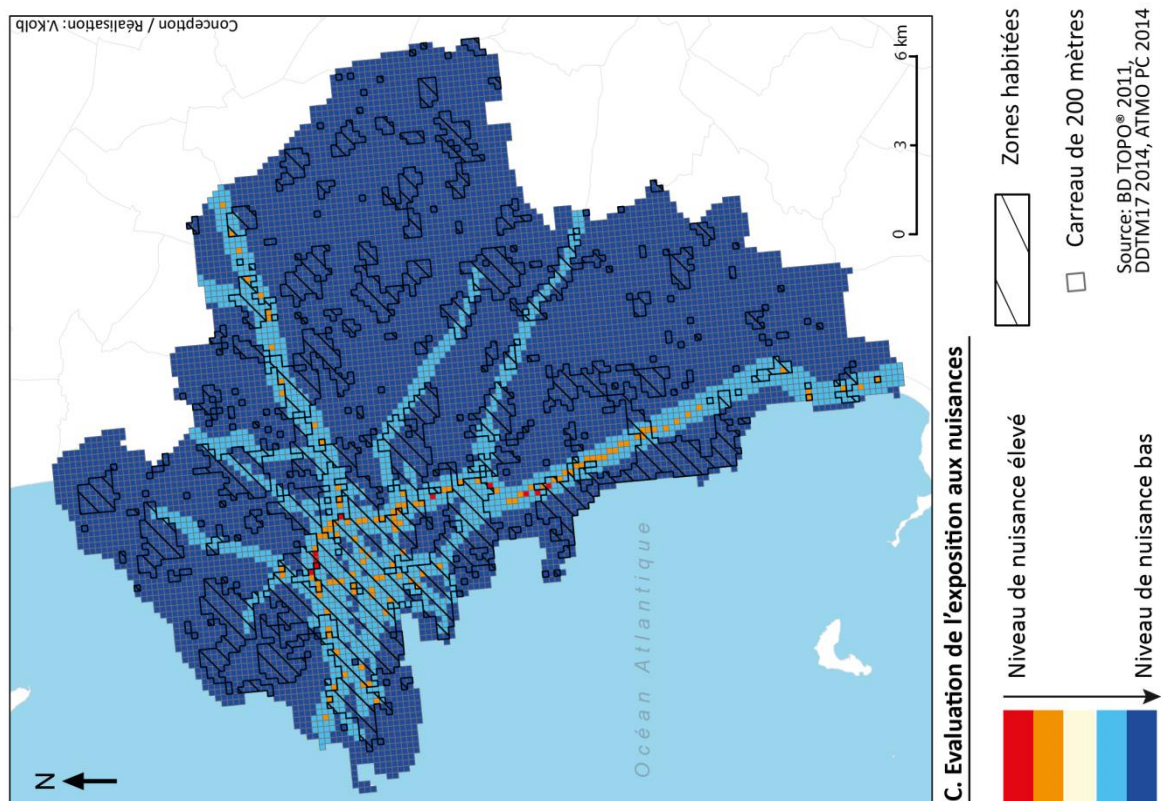 Conception / Réalisation: V.Kolb
N
Océan Atlantique
0 3 6 km
C. Evaluation de l'exposition aux nuisances
Niveau de nuisance élevé
Niveau de nuisance bas
Zones habitées
Carreau de 200 mètres
Source: BD TOPO® 2011,
DDTM17 2014, ATMO PC 2014